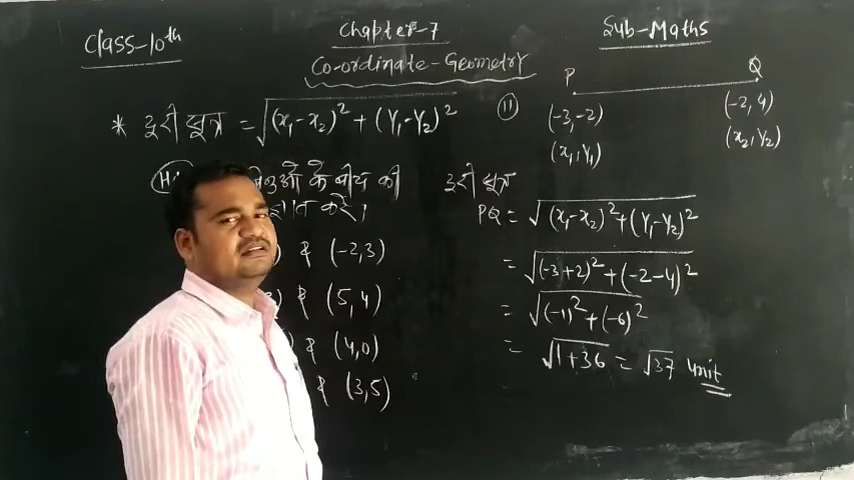 Class-10th
Chapter-7
Sub-Maths
Co-ordinate-Geometry
* दूरी सूत्र = √(x₁-x₂)² + (Y₁-Y₂)²
के बीच की
ज्ञात करें।
& (-2,3)
& (5,4)
& (4,0)
& (3,5)
(11)
P Q
(-3,-2) (-2,4)
(x₁,Y₁) (x₂,Y₂)
दूरी सूत्र
PQ = √(x₁-x₂)²+(Y₁-Y₂)²
= √(-3+2)²+(-2-4)²
= √(-1)²+(-6)²
= √1+36 = √37 unit